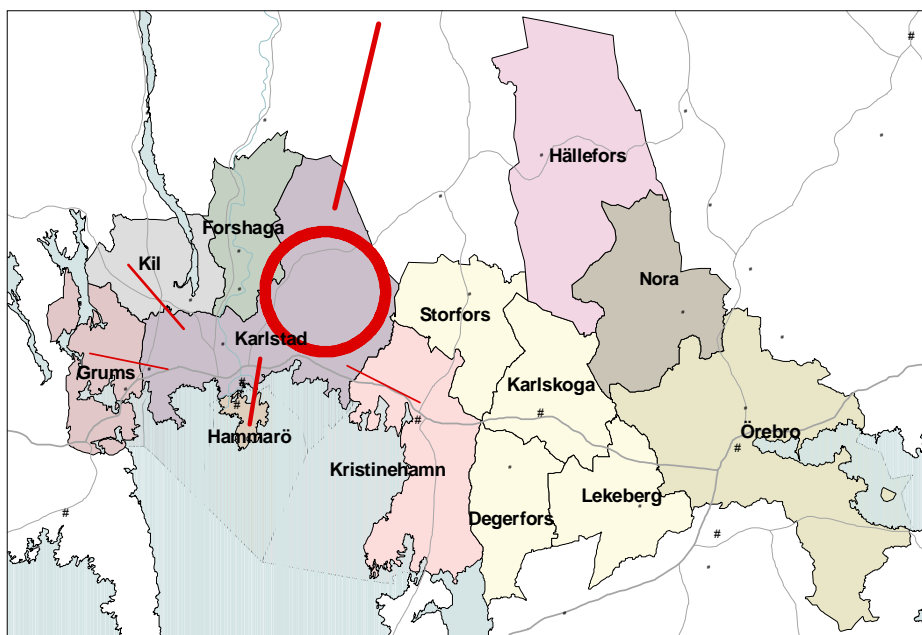 Hällefors
Forshaga
Kil
Nora
Storfors
Karlstad
Grums
Karlskoga
Hammarö
Örebro
Kristinehamn
Lekeberg
Degerfors
#
#
#
#
#
#
#
#